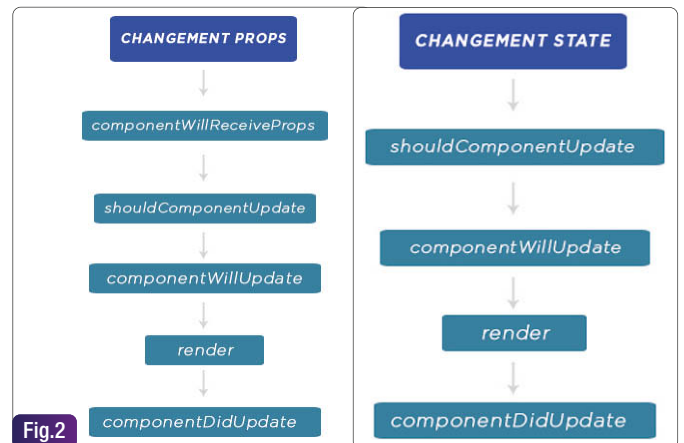 CHANGEMENT PROPS
componentWillReceiveProps
shouldComponentUpdate
componentWillUpdate
render
componentDidUpdate
Fig.2
CHANGEMENT STATE
shouldComponentUpdate
componentWillUpdate
render
componentDidUpdate